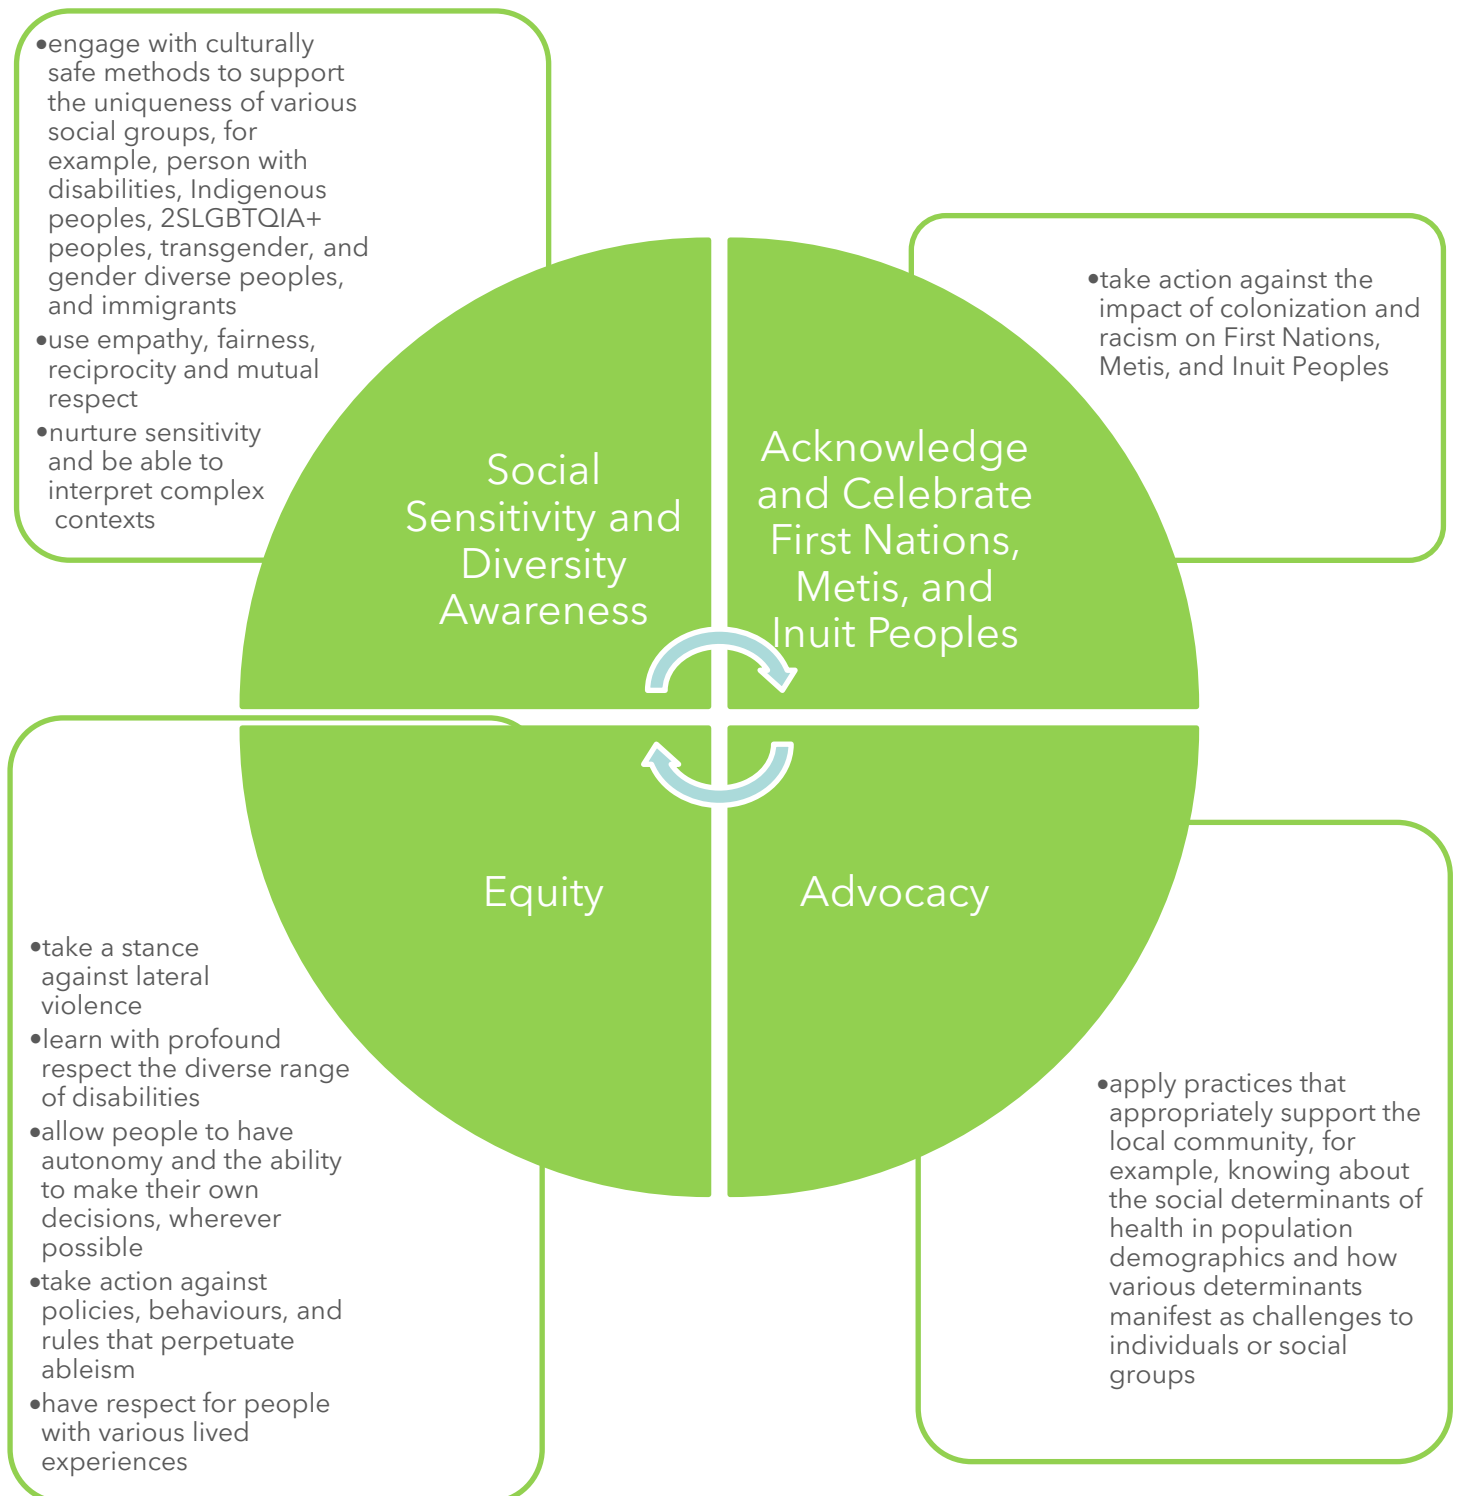 •engage with culturally
safe methods to support
the uniqueness of various
social groups, for
example, person with
disabilities, Indigenous
peoples, 2SLGBTQIA+
peoples, transgender, and
gender diverse peoples,
and immigrants
•use empathy, fairness,
reciprocity and mutual
respect
•nurture sensitivity
and be able to
interpret complex
contexts
•take action against the
impact of colonization and
racism on First Nations,
Metis, and Inuit Peoples
Social
Sensitivity and
Diversity
Awareness
Acknowledge
and Celebrate
First Nations,
Metis, and
Inuit Peoples
Equity
Advocacy
•take a stance
against lateral
violence
•learn with profound
respect the diverse range
of disabilities
•allow people to have
autonomy and the ability
to make their own
decisions, wherever
possible
•take action against
policies, behaviours, and
rules that perpetuate
ableism
•have respect for people
with various lived
experiences
•apply practices that
appropriately support the
local community, for
example, knowing about
the social determinants of
health in population
demographics and how
various determinants
manifest as challenges to
individuals or social
groups